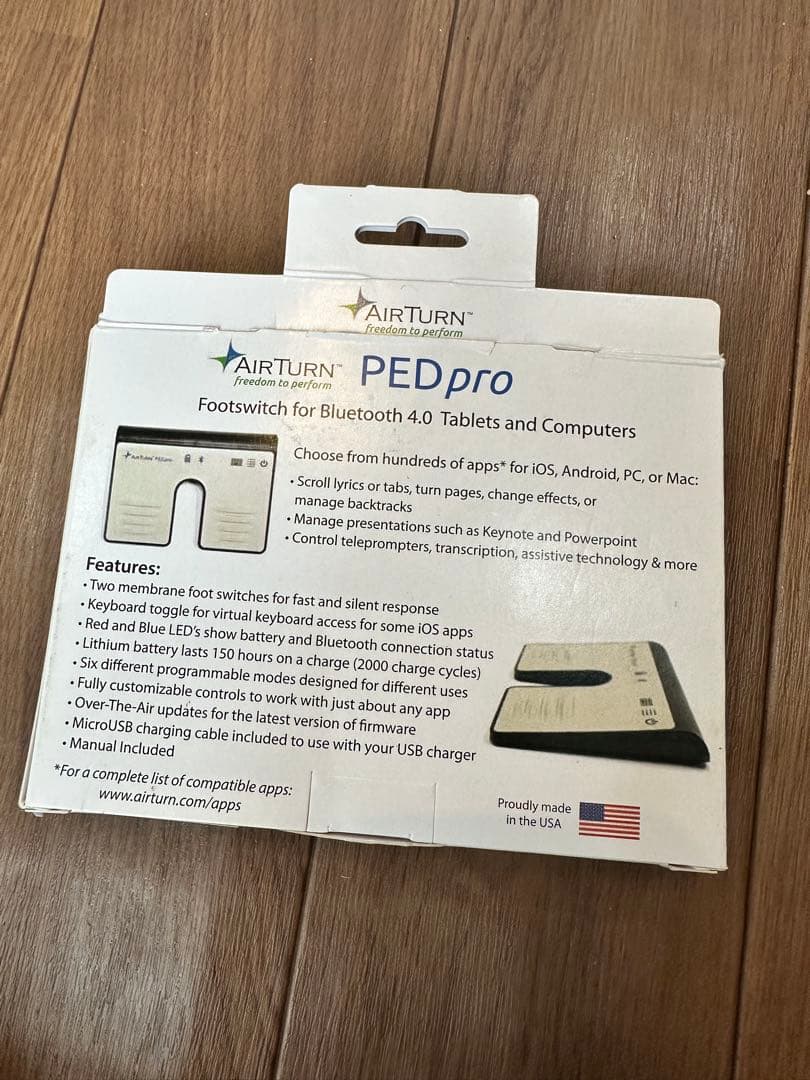 AIRTURN™
freedom to perform
AIRTURN™ PEDpro
freedom to perform
Footswitch for Bluetooth 4.0 Tablets and Computers
Choose from hundreds of apps* for iOS, Android, PC, or Mac:
• Scroll lyrics or tabs, turn pages, change effects, or
manage backtracks
• Manage presentations such as Keynote and Powerpoint
• Control teleprompters, transcription, assistive technology & more
AIRTURN PEDpro
Features:
• Two membrane foot switches for fast and silent response
• Keyboard toggle for virtual keyboard access for some iOS apps
• Red and Blue LED's show battery and Bluetooth connection status
• Lithium battery lasts 150 hours on a charge (2000 charge cycles)
• Six different programmable modes designed for different uses
• Fully customizable controls to work with just about any app
• Over-The-Air updates for the latest version of firmware
• MicroUSB charging cable included to use with your USB charger
• Manual Included
*For a complete list of compatible apps:
www.airturn.com/apps
Proudly made
in the USA